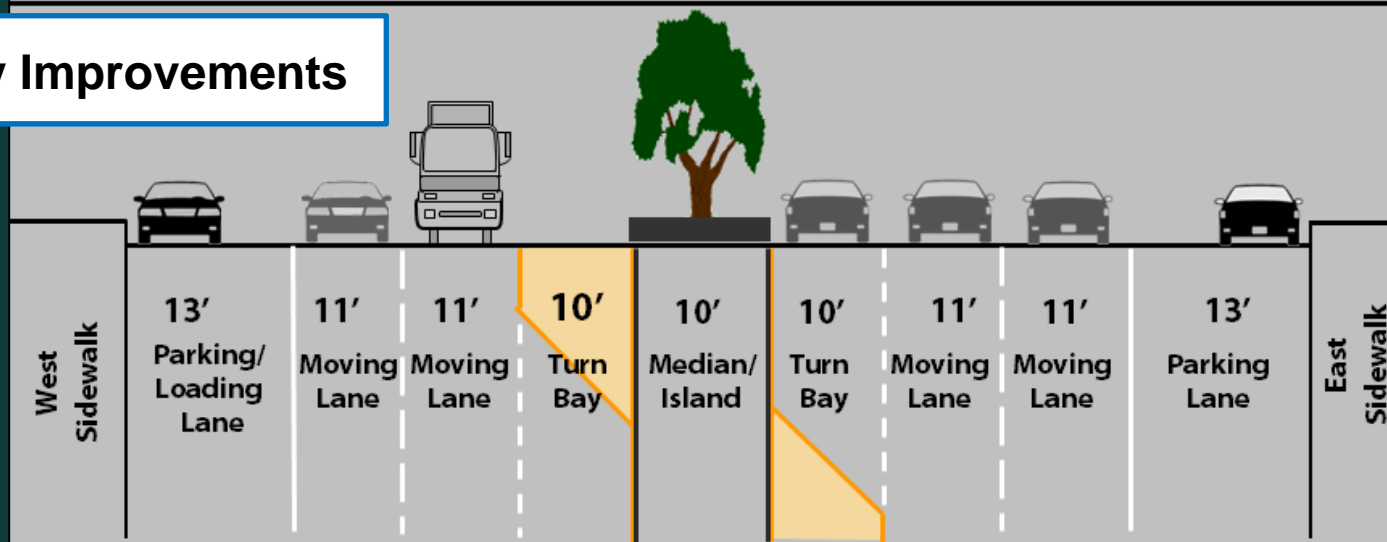 Improvements
West
Sidewalk
13′
Parking/
Loading
Lane
11′
Moving
Lane
11′
Moving
Lane
10′
Turn
Bay
10′
Median/
Island
10′
Turn
Bay
11′
Moving
Lane
11′
Moving
Lane
13′
Parking
Lane
East
Sidewalk